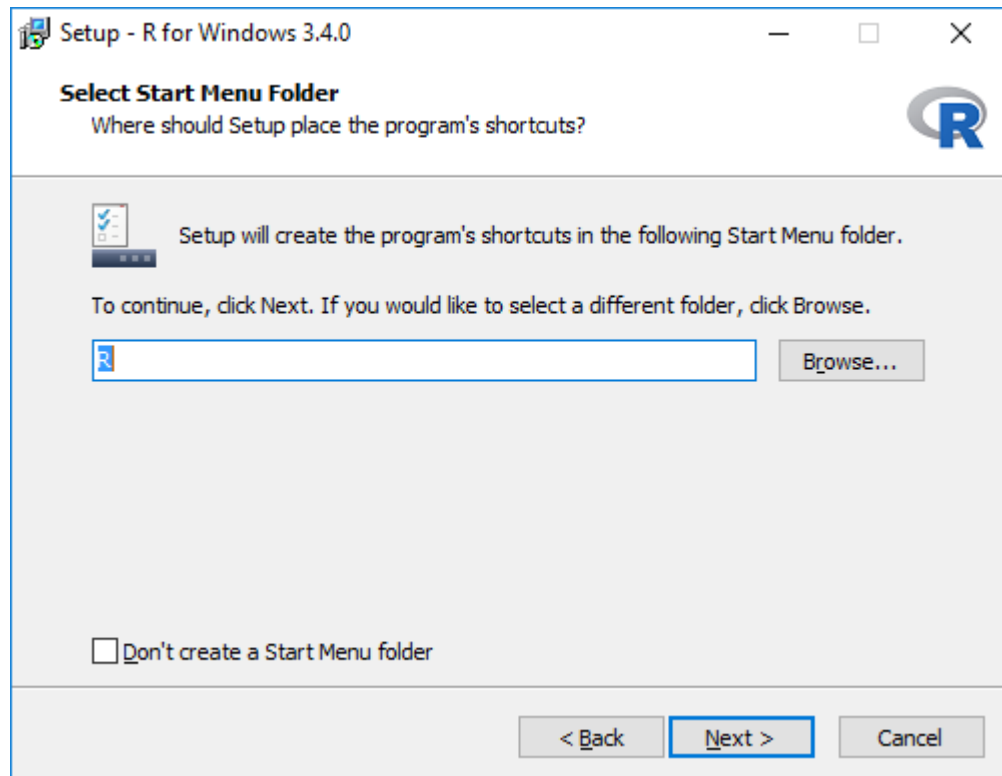 Setup - R for Windows 3.4.0
Select Start Menu Folder
Where should Setup place the program's shortcuts?
R
Setup will create the program's shortcuts in the following Start Menu folder.
To continue, click Next. If you would like to select a different folder, click Browse.
R
Browse...
Don't create a Start Menu folder
< Back
Next >
Cancel